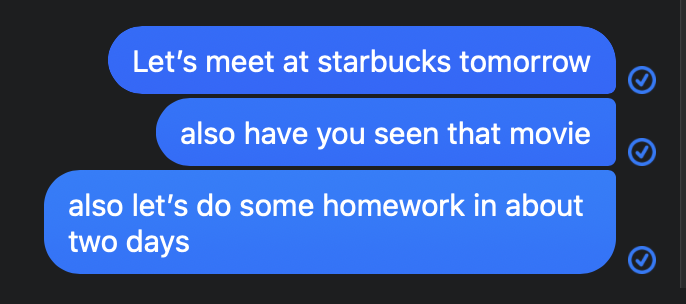 Let’s meet at starbucks tomorrow
also have you seen that movie
also let’s do some homework in about
two days